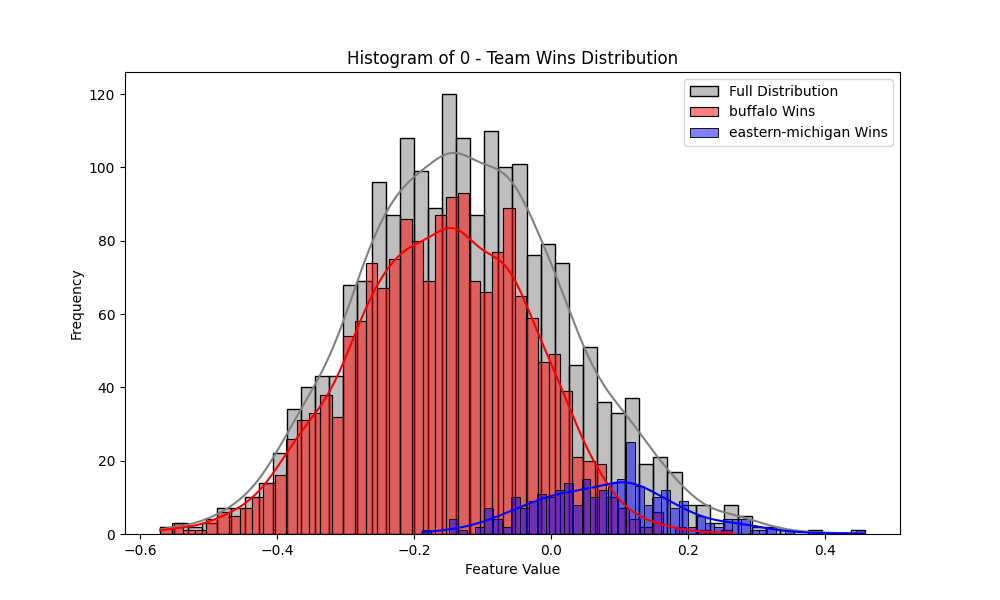 Histogram of 0 - Team Wins Distribution
Full Distribution
buffalo Wins
eastern-michigan Wins
120
100
80
60
40
20
0
Frequency
−0.6 −0.4 −0.2 0.0 0.2 0.4
Feature Value